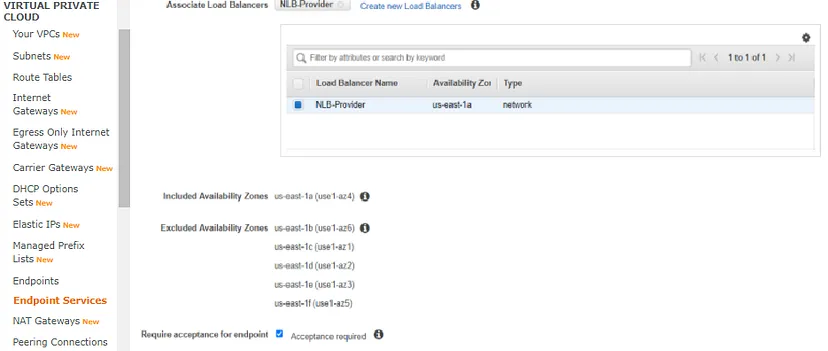 VIRTUAL PRIVATE
CLOUD
Your VPCs New
Subnets New
Route Tables
Internet
Gateways New
Egress Only Internet
Gateways New
Carrier Gateways New
DHCP Options
Sets New
Elastic IPs New
Managed Prefix
Lists New
Endpoints
Endpoint Services
NAT Gateways New
Peering Connections
Associate Load Balancers NLB-Provider Create new Load Balancers
Filter by attributes or search by keyword 1 to 1 of 1
Load Balancer Name Availability Zor Type
NLB-Provider us-east-1a network
Included Availability Zones us-east-1a (use1-az4)
Excluded Availability Zones us-east-1b (use1-az6)
us-east-1c (use1-az1)
us-east-1d (use1-az2)
us-east-1e (use1-az3)
us-east-1f (use1-az5)
Require acceptance for endpoint Acceptance required